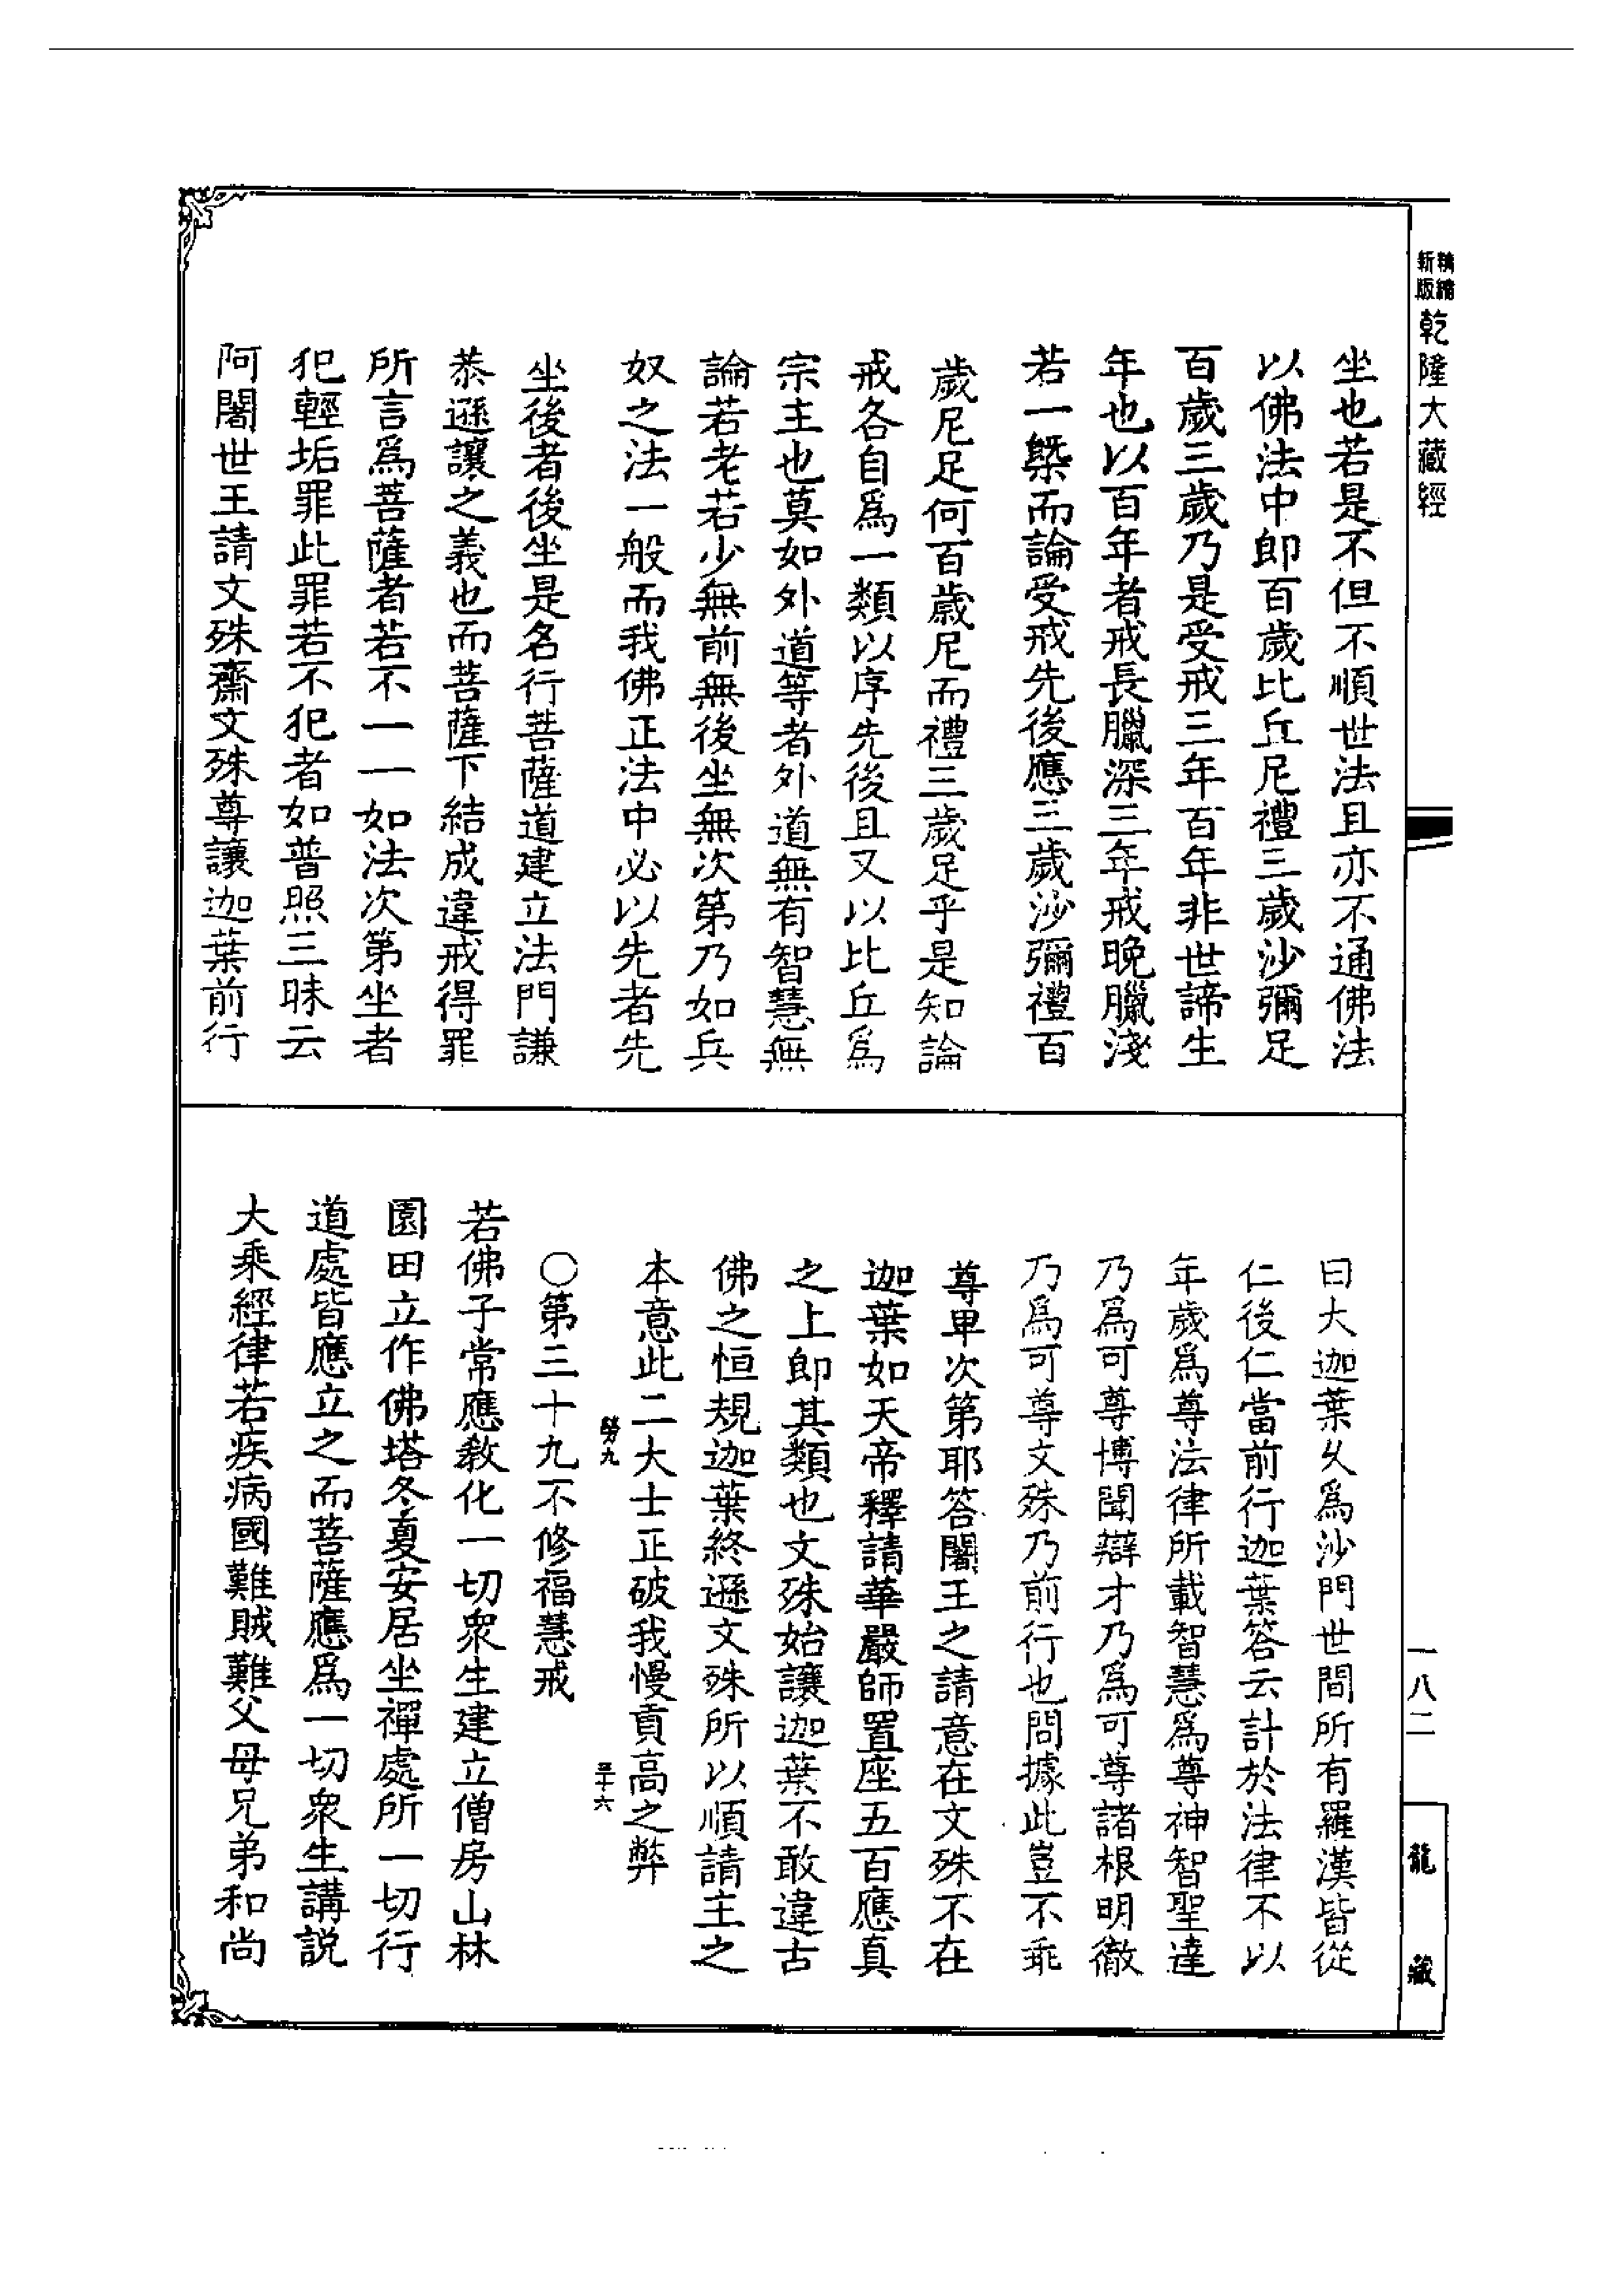 精縮
新版
乾隆大藏經
坐也若是不但不順世法且亦不通佛法
以佛法中即百歲比丘尼禮三歲沙彌足
百歲三歲乃是受戒三年百年非世諦生
年也以百年者戒長臘深三年戒晚臘淺
若一槩而論受戒先後應三歲沙彌禮百
歲尼足何百歲尼而禮三歲足乎是知論
戒各自爲一類以序先後且又以比丘爲
宗主也莫如外道等者外道無有智慧無
論若老若少無前無後坐無次第乃如兵
奴之法一般而我佛正法中必以先者先
坐後者後坐是名行菩薩道建立法門謙
恭遜讓之義也而菩薩下結成違戒得罪
所言爲菩薩者若不一一如法次第坐者
犯輕垢罪此罪若不犯者如普照三昧云
阿闍世王請文殊齋文殊尊讓迦葉前行
曰大迦葉乆爲沙門世間所有羅漢皆從
仁後仁當前行迦葉答云計於法律不以
年歲爲尊法律所載智慧爲尊神智聖達
乃爲可尊博聞辯才乃爲可尊諸根明徹
乃爲可尊文殊乃前行也問據此豈不乖
尊卑次第耶答闍王之請意在文殊不在
迦葉如天帝釋請華嚴師置座五百應真
之上即其類也文殊始讓迦葉不敢違古
佛之恒規迦葉終遜文殊所以順請主之
本意此二大士正破我慢貢高之弊
勞九
三十六
〇第三十九不修福慧戒
若佛子常應教化一切衆生建立僧房山林
園田立作佛塔冬夏安居坐禪處所一切行
道處皆應立之而菩薩應爲一切衆生講説
大乘經律若疾病國難賊難父母兄弟和尚
一八二
龍藏